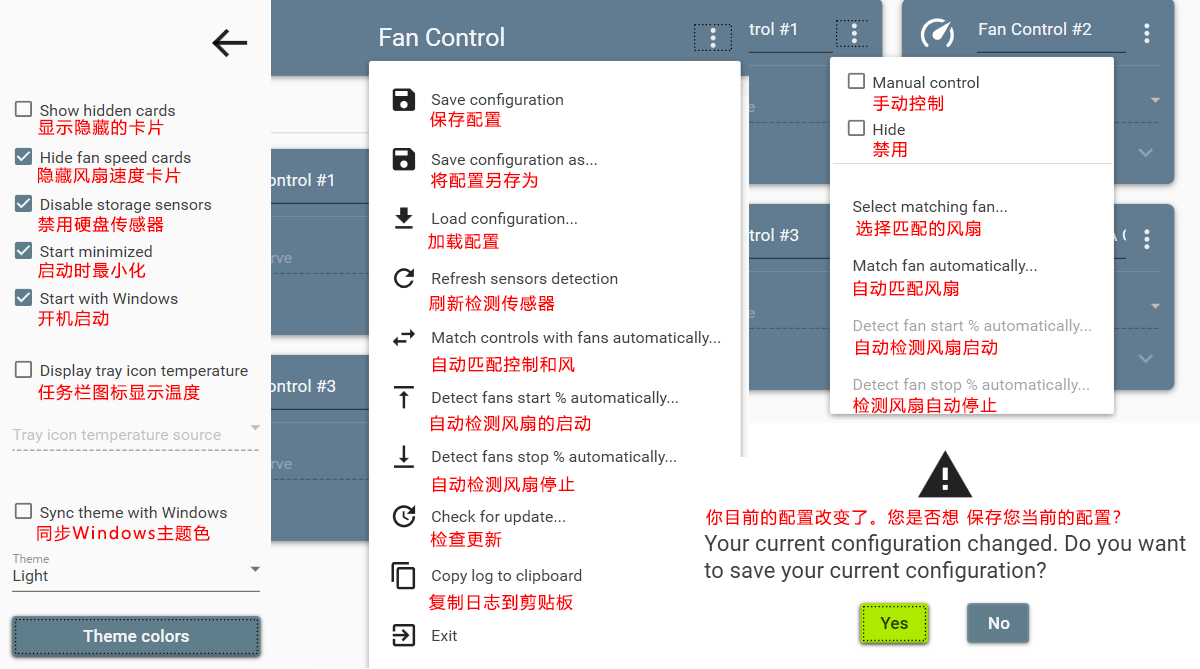 Show hidden cards
显示隐藏的卡片
Hide fan speed cards
隐藏风扇速度卡片
Disable storage sensors
禁用硬盘传感器
Start minimized
启动时最小化
Start with Windows
开机启动
Display tray icon temperature
任务栏图标显示温度
Tray icon temperature source
Sync theme with Windows
同步Windows主题色
Theme
Light
Theme colors
ontrol #1
rve
ontrol #3
rve
Fan Control
Save configuration
保存配置
Save configuration as...
将配置另存为
Load configuration...
加载配置
Refresh sensors detection
刷新检测传感器
Match controls with fans automatically...
自动匹配控制和风
Detect fans start % automatically...
自动检测风扇的启动
Detect fans stop % automatically...
自动检测风扇停止
Check for update...
检查更新
Copy log to clipboard
复制日志到剪贴板
Exit
trol #1
Fan Control #2
e
trol #3
e
Manual control
手动控制
Hide
禁用
Select matching fan...
选择匹配的风扇
Match fan automatically...
自动匹配风扇
Detect fan start % automatically...
自动检测风扇启动
Detect fan stop % automatically...
检测风扇自动停止
你目前的配置改变了。您是否想 保存您当前的配置?
Your current configuration changed. Do you want
to save your current configuration?
Yes
No